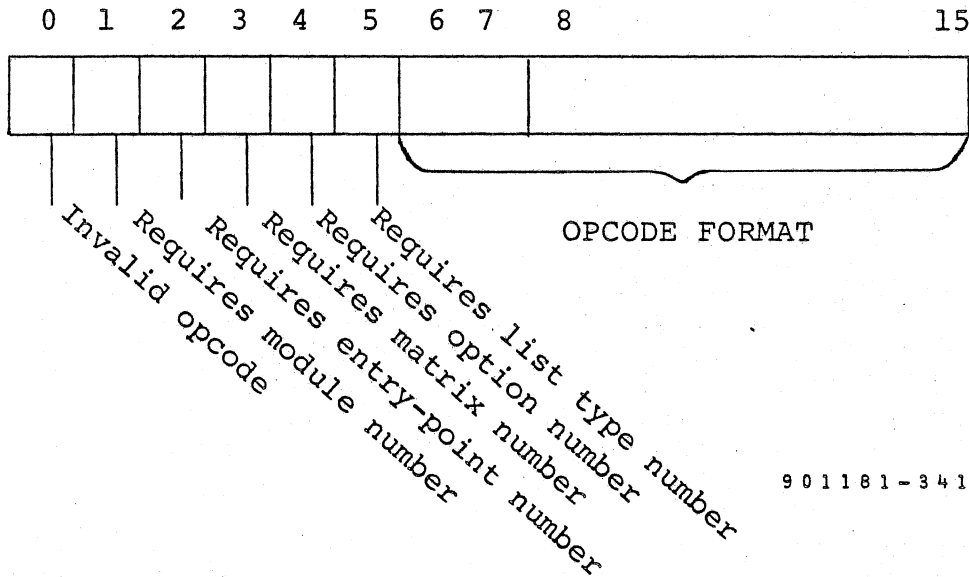 0 1 2 3 4 5 6 7 8 15
Invalid opcode
Requires module number
Requires entry-point number
Requires matrix number
Requires option number
Requires list type number
OPCODE FORMAT
901181-341